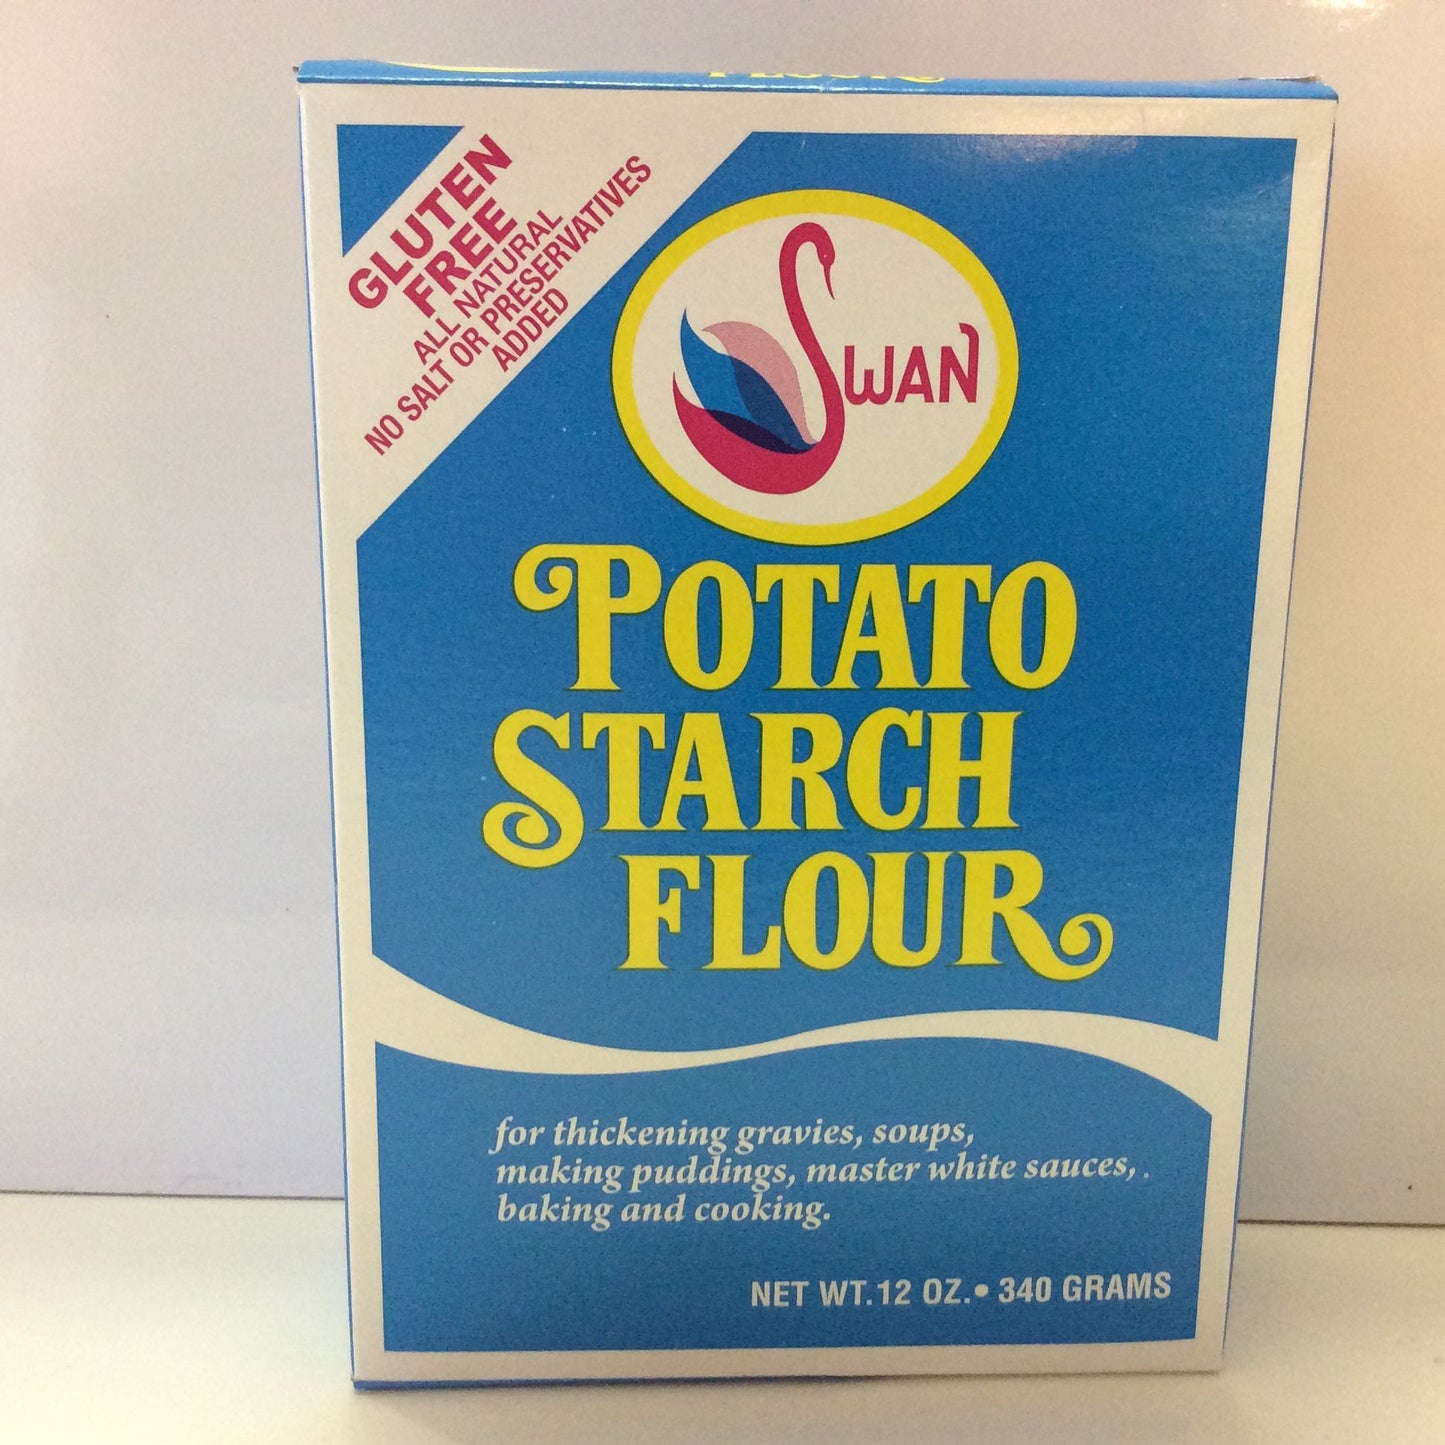 FLOUR
GLUTEN
FREE
ALL NATURAL
NO SALT OR PRESERVATIVES
ADDED
SWAN
POTATO
STARCH
FLOUR
for thickening gravies, soups,
making puddings, master white sauces, .
baking and cooking.
NET WT. 12 OZ. • 340 GRAMS